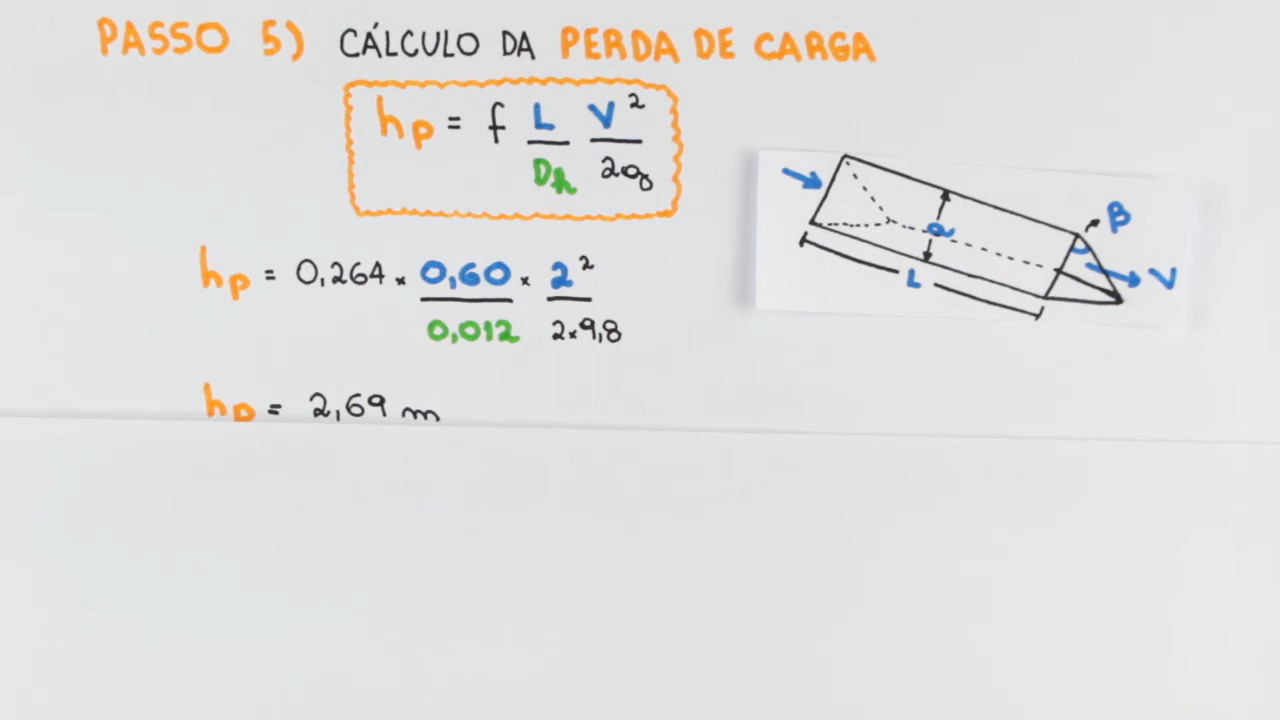 PASSO 5) CÁLCULO DA PERDA DE CARGA
hp = f L/Dh V²/2g
hp = 0,264 × 0,60/0,012 × 2²/2×9,8
hp = 2,69 m
a
β
L
V